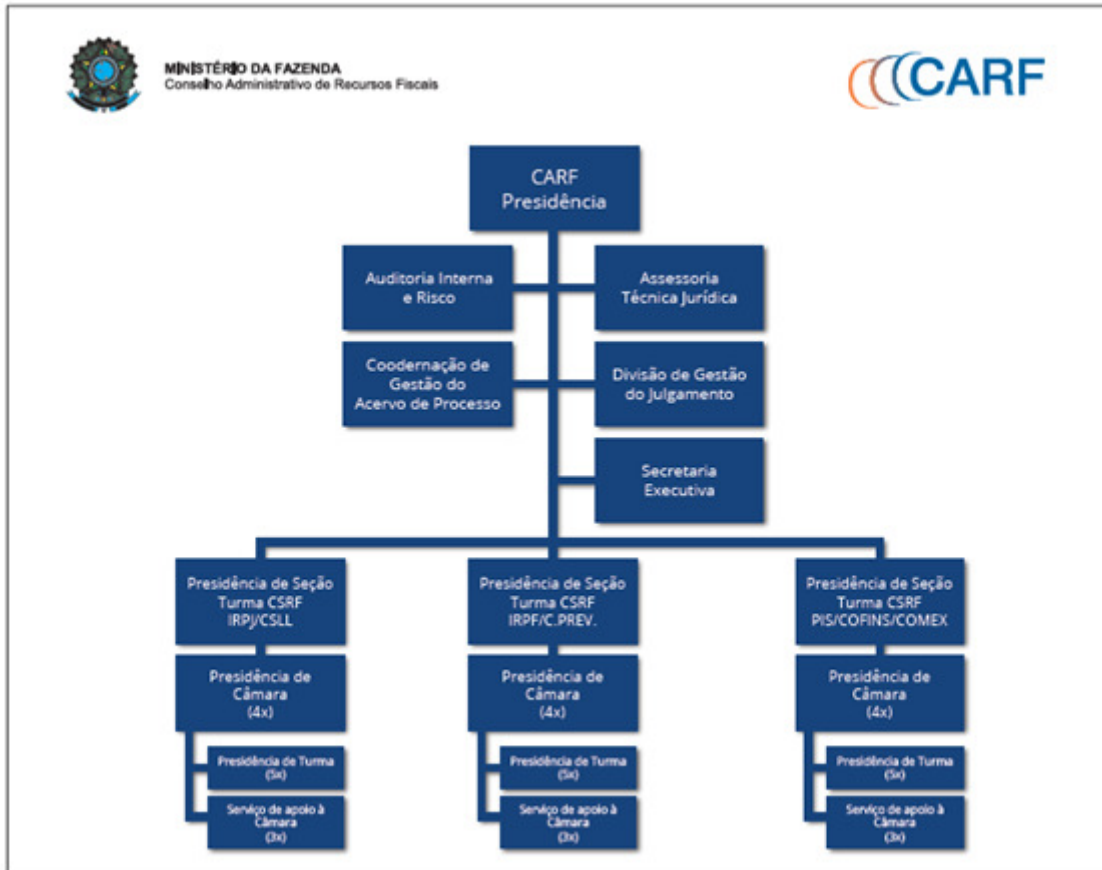 MINISTÉRIO DA FAZENDA
Conselho Administrativo de Recursos Fiscais
CARF
CARF
Presidência
Auditoria Interna
e Risco
Assessoria
Técnica Jurídica
Coodernação de
Gestão do
Acervo de Processo
Divisão de Gestão
do Julgamento
Secretaria
Executiva
Presidência de Seção
Turma CSRF
IRPJ/CSLL
Presidência de Seção
Turma CSRF
IRPF/C.PREV.
Presidência de Seção
Turma CSRF
PIS/COFINS/COMEX
Presidência de
Câmara
(4x)
Presidência de
Câmara
(4x)
Presidência de
Câmara
(4x)
Presidência de Turma
(5x)
Presidência de Turma
(5x)
Presidência de Turma
(5x)
Serviço de apoio à
Câmara
(3x)
Serviço de apoio à
Câmara
(3x)
Serviço de apoio à
Câmara
(3x)